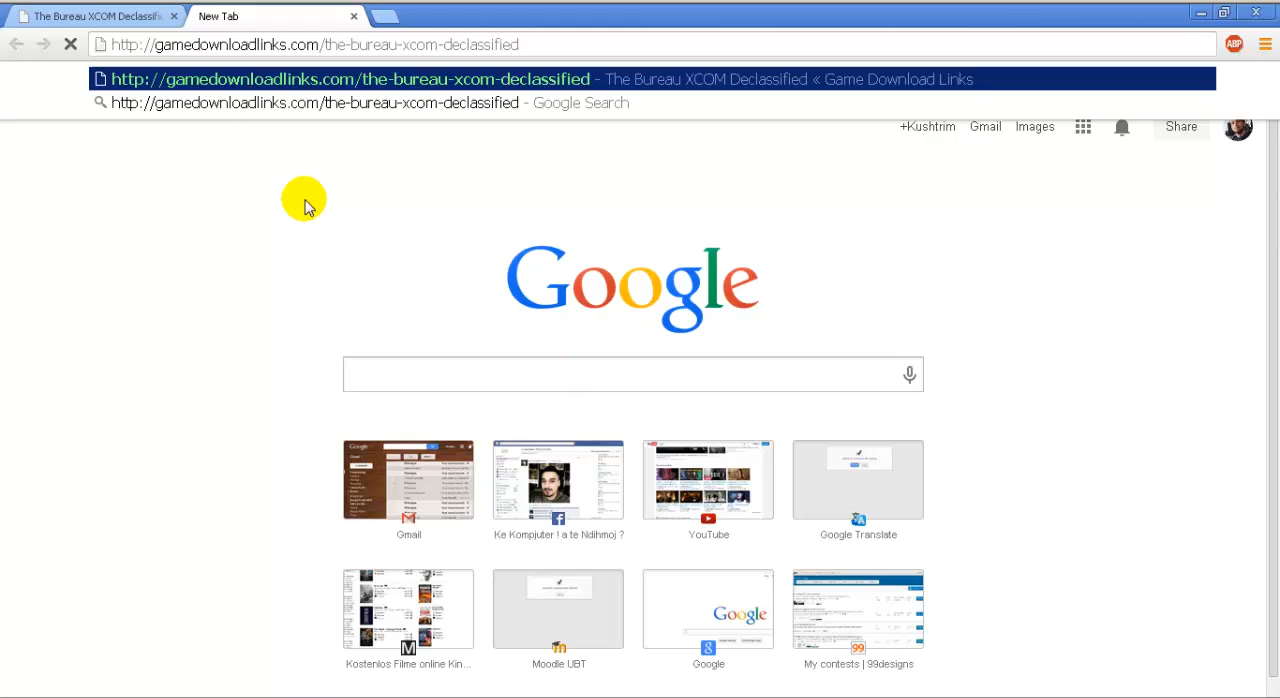 The Bureau XCOM Declassifi
New Tab
http://gamedownloadlinks.com/the-bureau-xcom-declassified
ABP
http://gamedownloadlinks.com/the-bureau-xcom-declassified - The Bureau XCOM Declassified « Game Download Links
http://gamedownloadlinks.com/the-bureau-xcom-declassified - Google Search
+Kushtrim Gmail Images Share
Google
Gmail
Ke Kompjuter ! a te Ndihmoj ?
YouTube
Google Translate
Google
Kostenlos Filme online Kin...
Moodle UBT
Google
My contests | 99designs